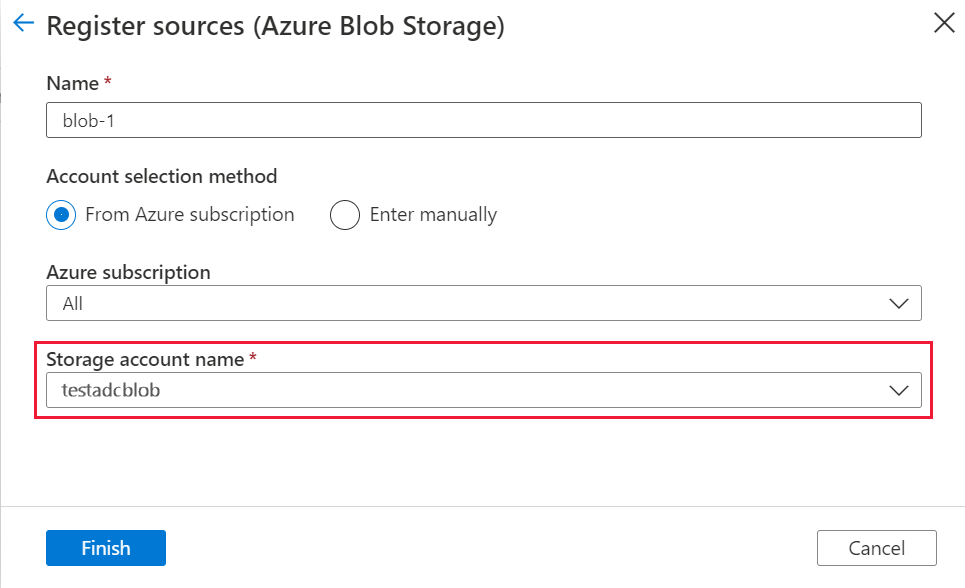 Register sources (Azure Blob Storage)
Name *
blob-1
Account selection method
From Azure subscription Enter manually
Azure subscription
All
Storage account name *
testadcblob
Finish Cancel